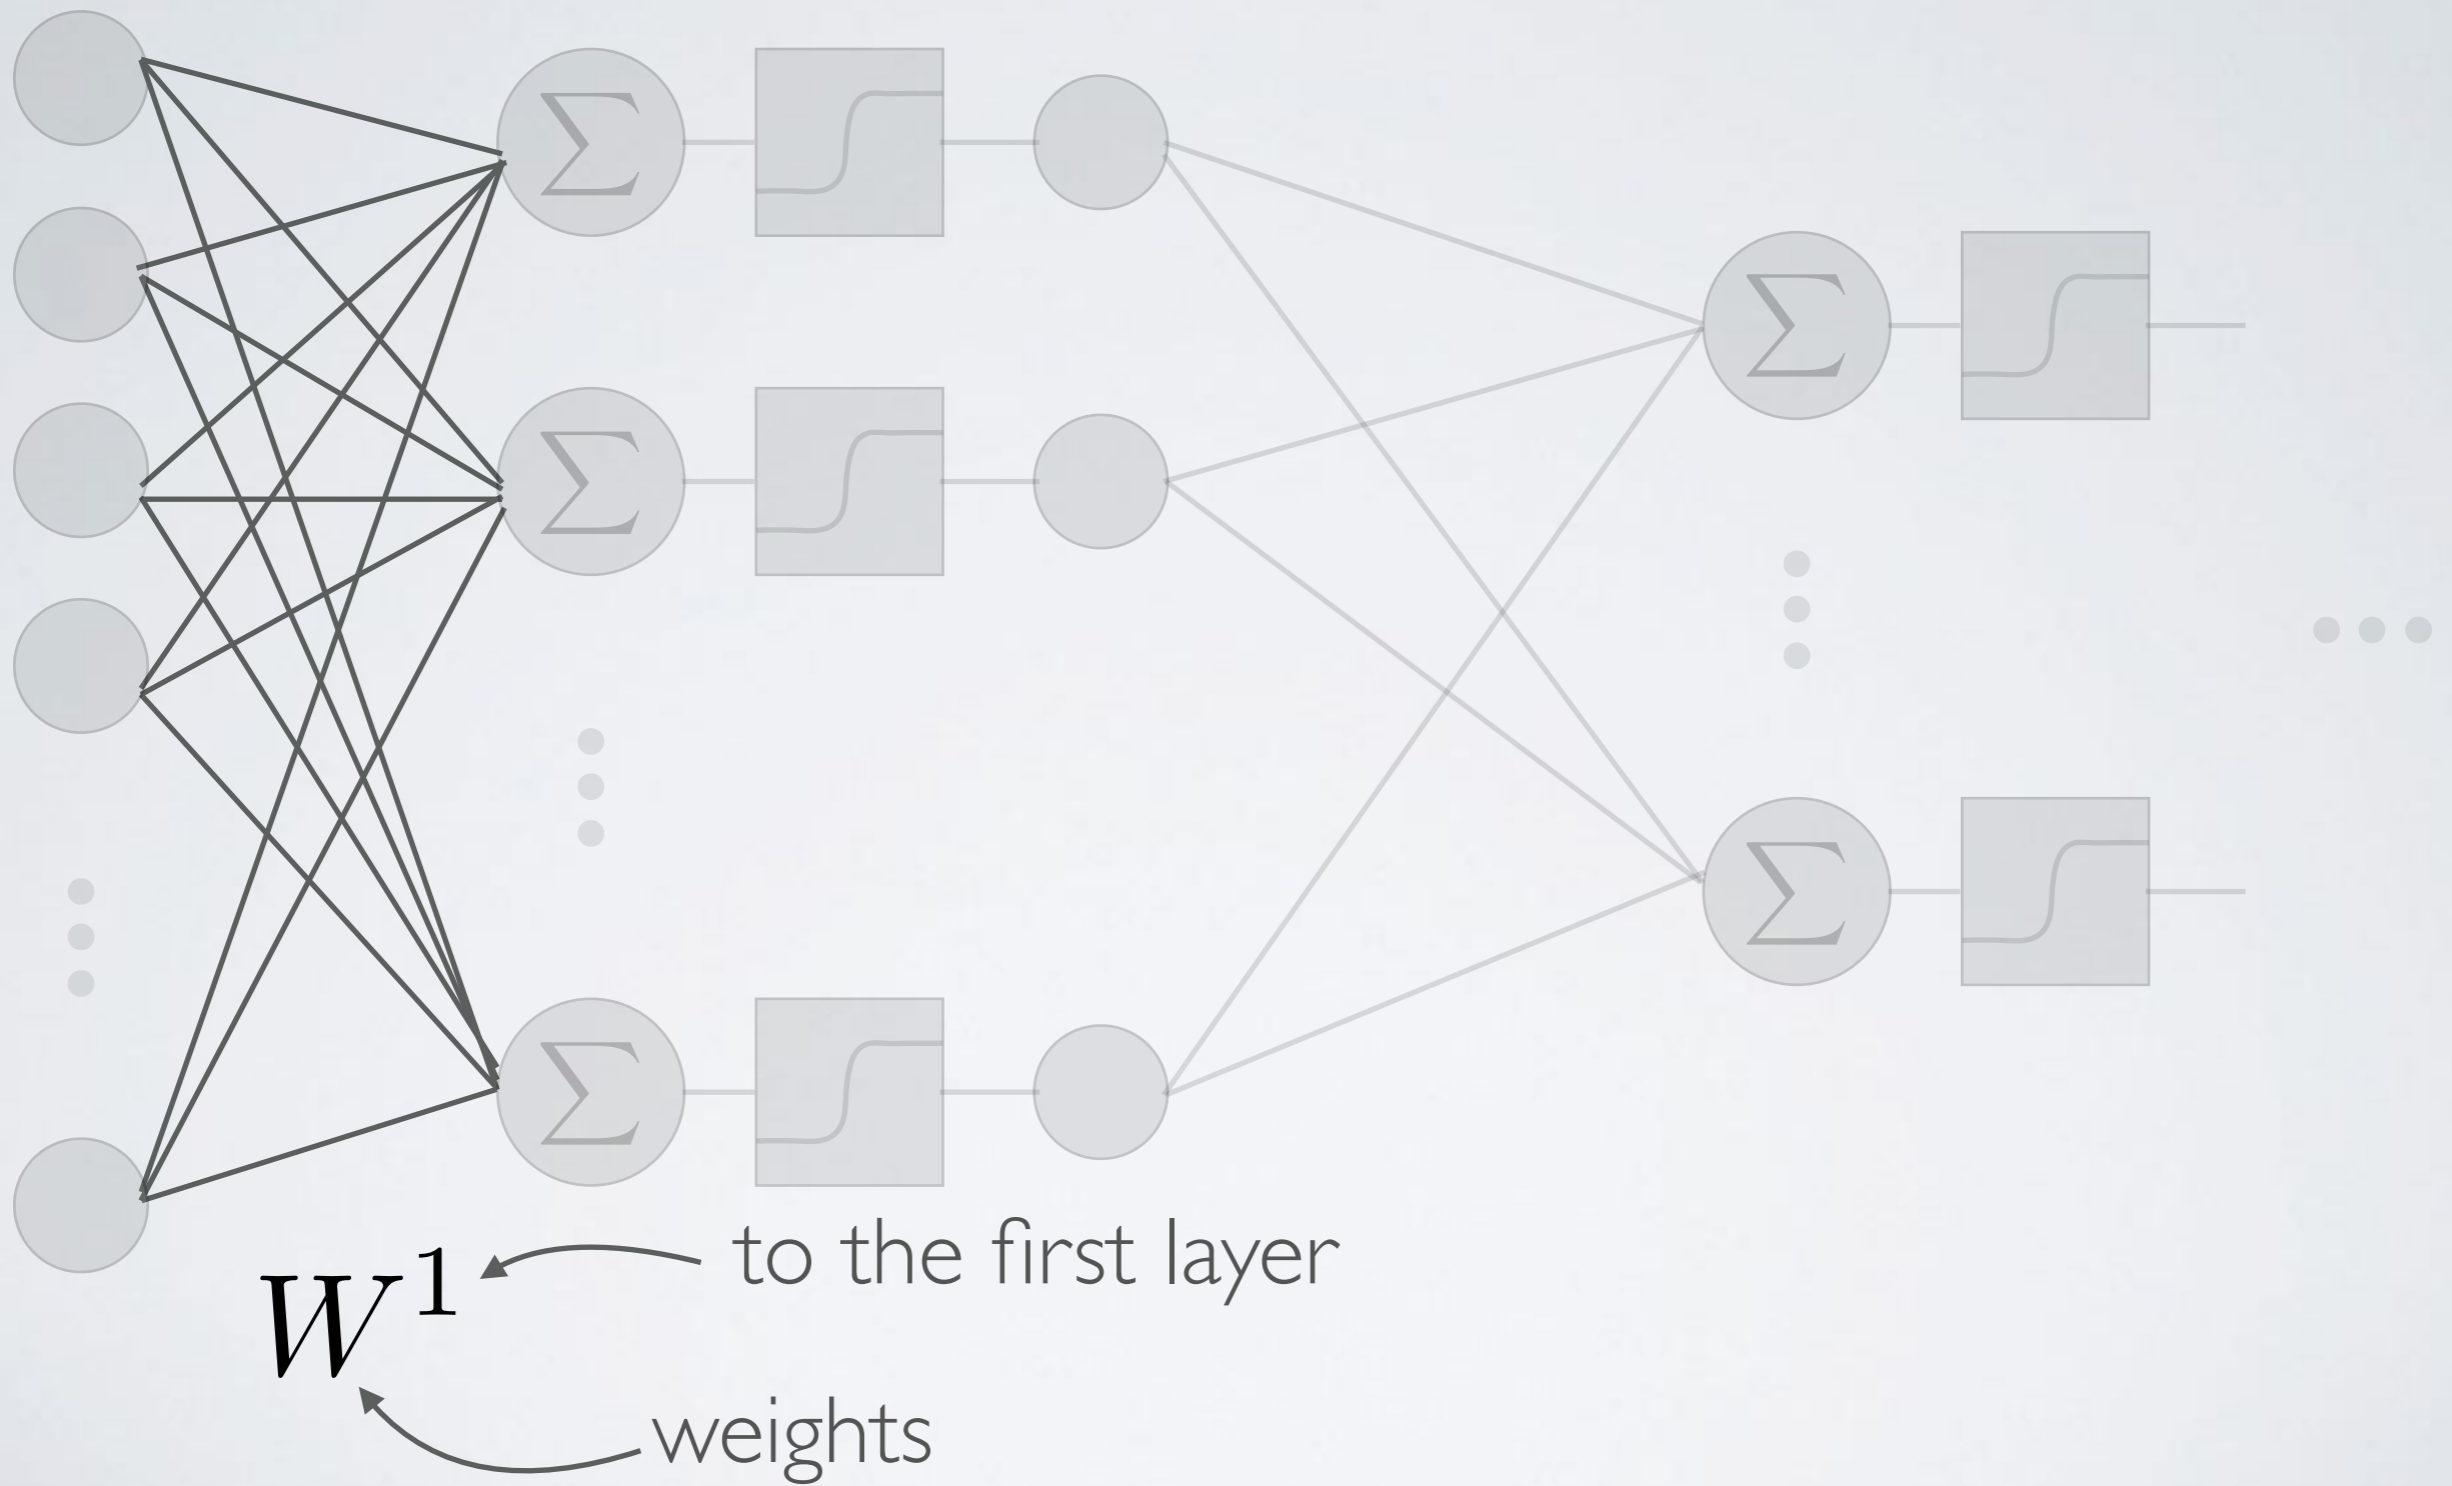 Σ
Σ
Σ
Σ
Σ
W¹ to the first layer
weights